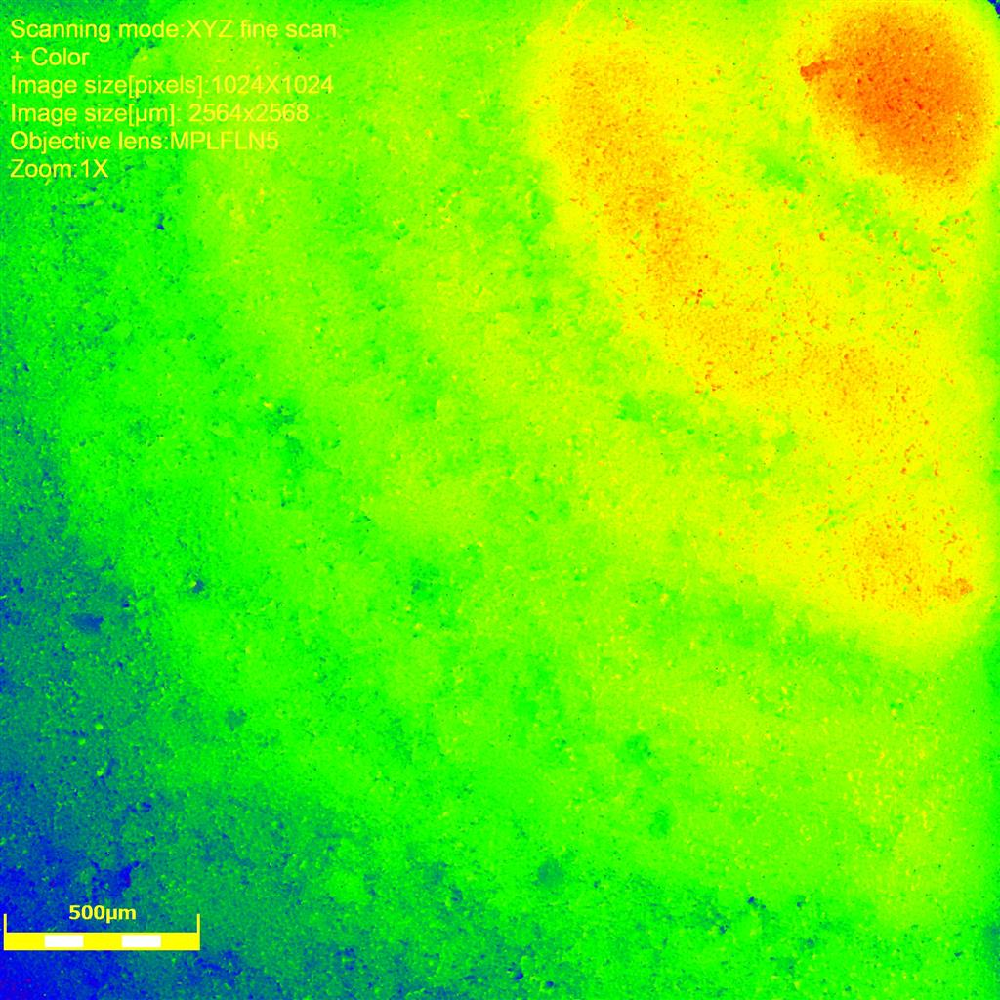 Scanning mode:XYZ fine scan
+ Color
Image size[pixels]:1024X1024
Image size[µm]: 2564x2568
Objective lens:MPLFLN5
Zoom:1X
500µm